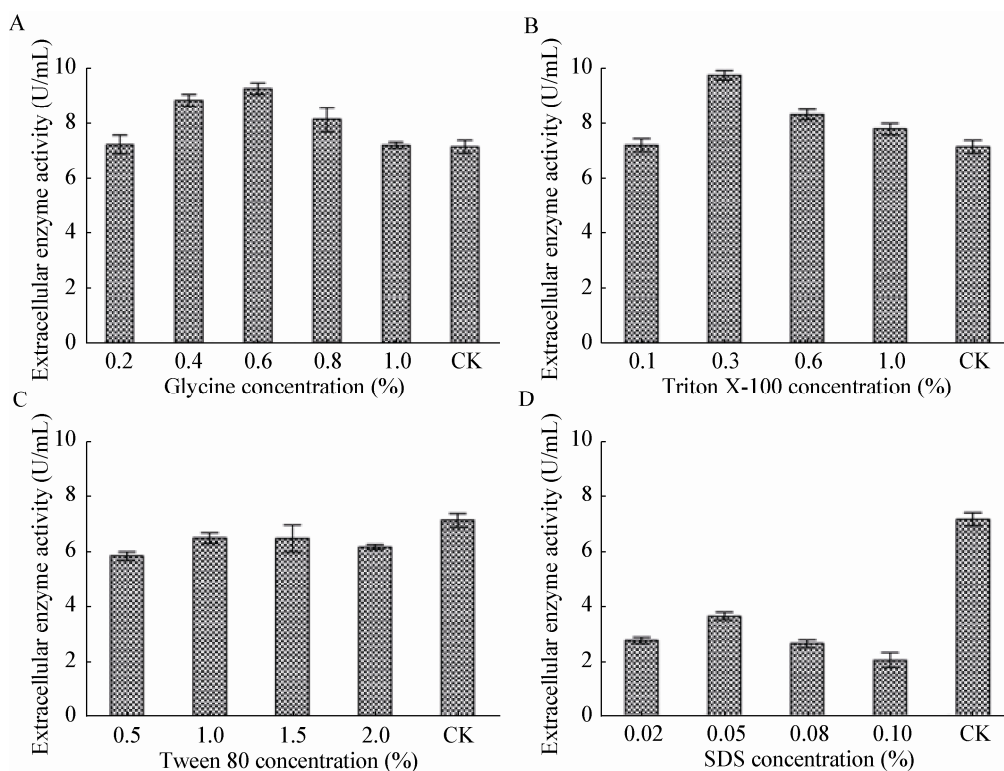 A
Extracellular enzyme activity (U/mL)
10
8
6
4
2
0
0.2 0.4 0.6 0.8 1.0 CK
Glycine concentration (%)
B
Extracellular enzyme activity (U/mL)
10
8
6
4
2
0
0.1 0.3 0.6 1.0 CK
Triton X-100 concentration (%)
C
Extracellular enzyme activity (U/mL)
10
8
6
4
2
0
0.5 1.0 1.5 2.0 CK
Tween 80 concentration (%)
D
Extracellular enzyme activity (U/mL)
10
8
6
4
2
0
0.02 0.05 0.08 0.10 CK
SDS concentration (%)